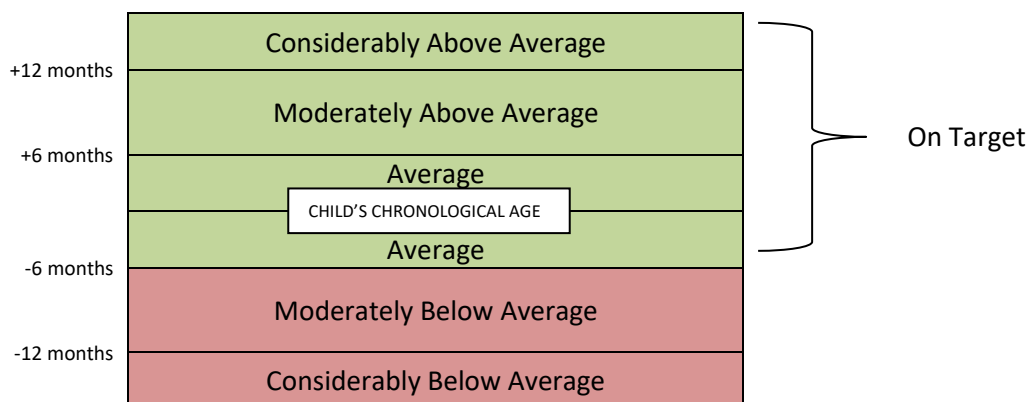 Considerably Above Average
+12 months
Moderately Above Average
On Target
+6 months
Average
CHILD’S CHRONOLOGICAL AGE
Average
-6 months
Moderately Below Average
-12 months
Considerably Below Average